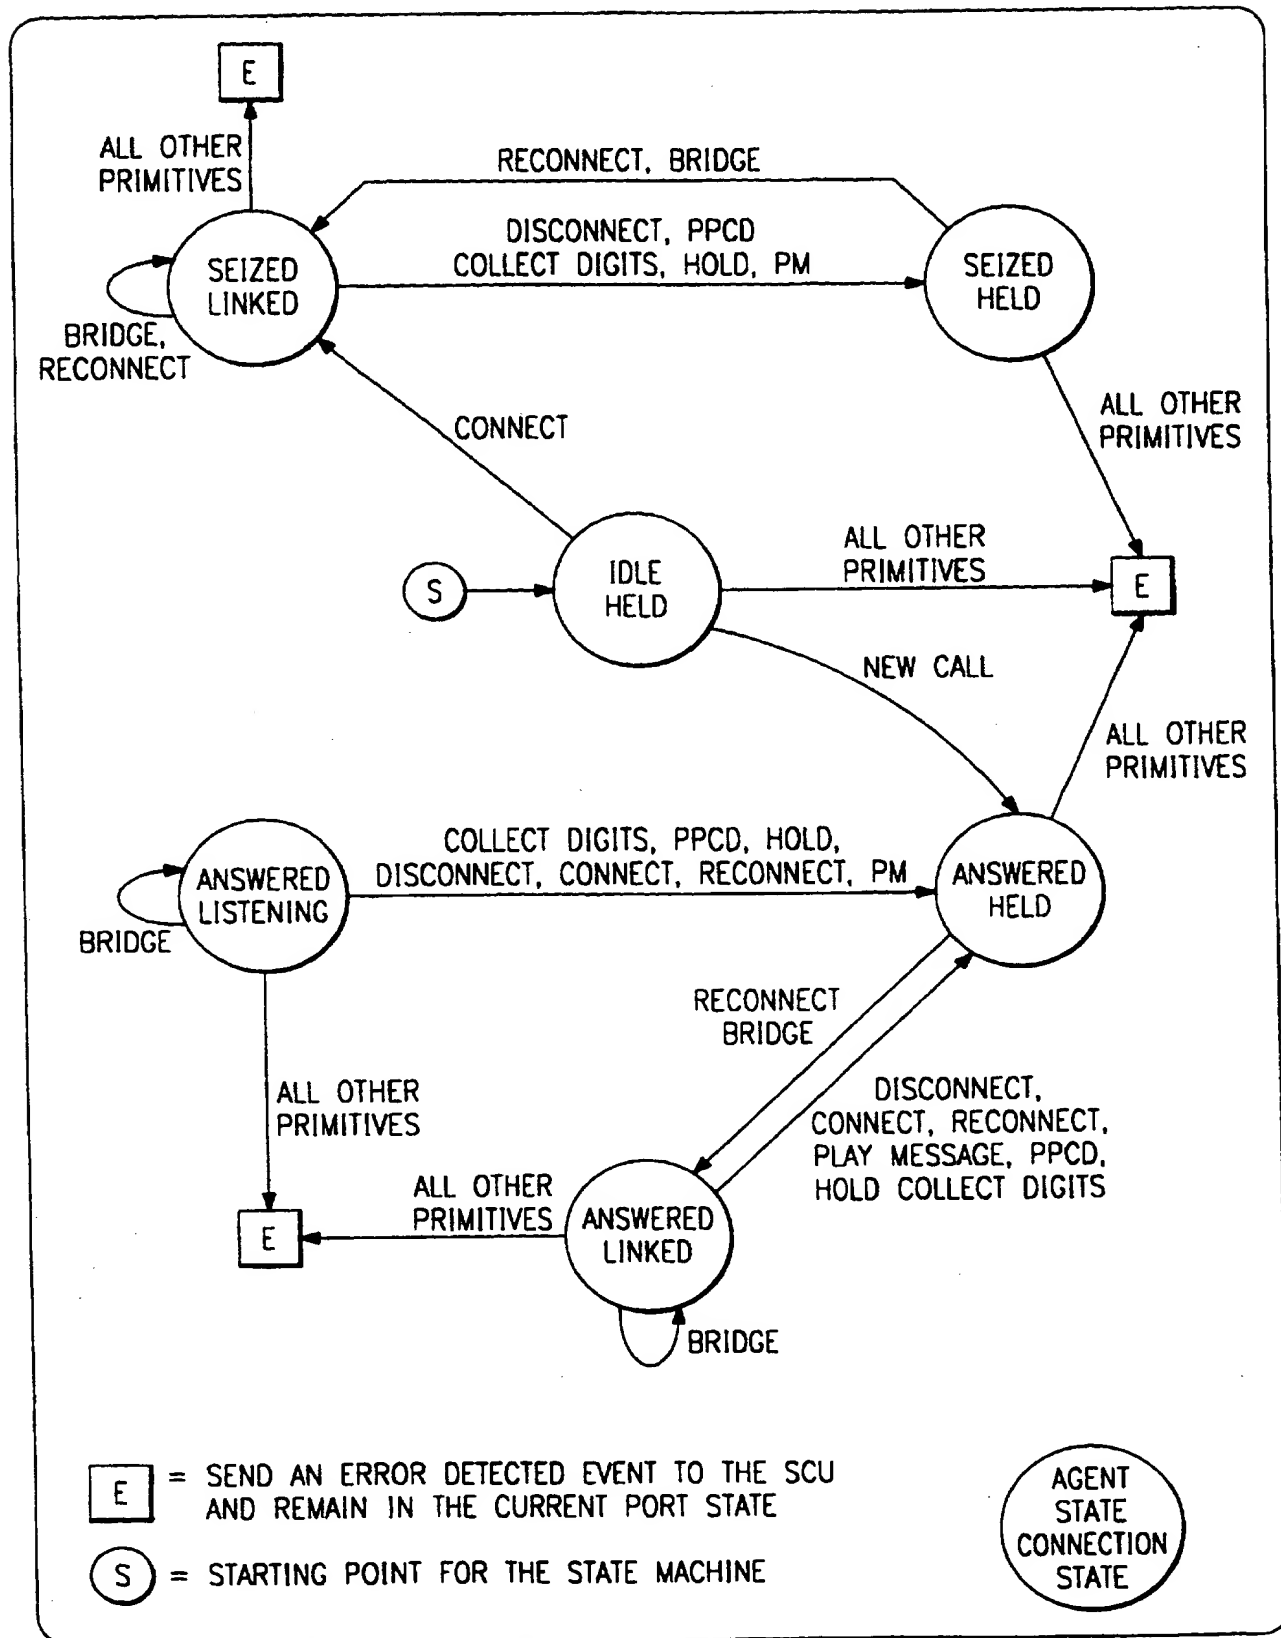 E
ALL OTHER
PRIMITIVES
RECONNECT, BRIDGE
DISCONNECT, PPCD
COLLECT DIGITS, HOLD, PM
SEIZED
LINKED
SEIZED
HELD
BRIDGE,
RECONNECT
CONNECT
ALL OTHER
PRIMITIVES
S
IDLE
HELD
ALL OTHER
PRIMITIVES
E
NEW CALL
ALL OTHER
PRIMITIVES
ANSWERED
LISTENING
BRIDGE
COLLECT DIGITS, PPCD, HOLD,
DISCONNECT, CONNECT, RECONNECT, PM
ANSWERED
HELD
RECONNECT
BRIDGE
DISCONNECT,
CONNECT, RECONNECT,
PLAY MESSAGE, PPCD,
HOLD COLLECT DIGITS
ALL OTHER
PRIMITIVES
E
ALL OTHER
PRIMITIVES
ANSWERED
LINKED
BRIDGE
E = SEND AN ERROR DETECTED EVENT TO THE SCU
AND REMAIN IN THE CURRENT PORT STATE
S = STARTING POINT FOR THE STATE MACHINE
AGENT
STATE
CONNECTION
STATE